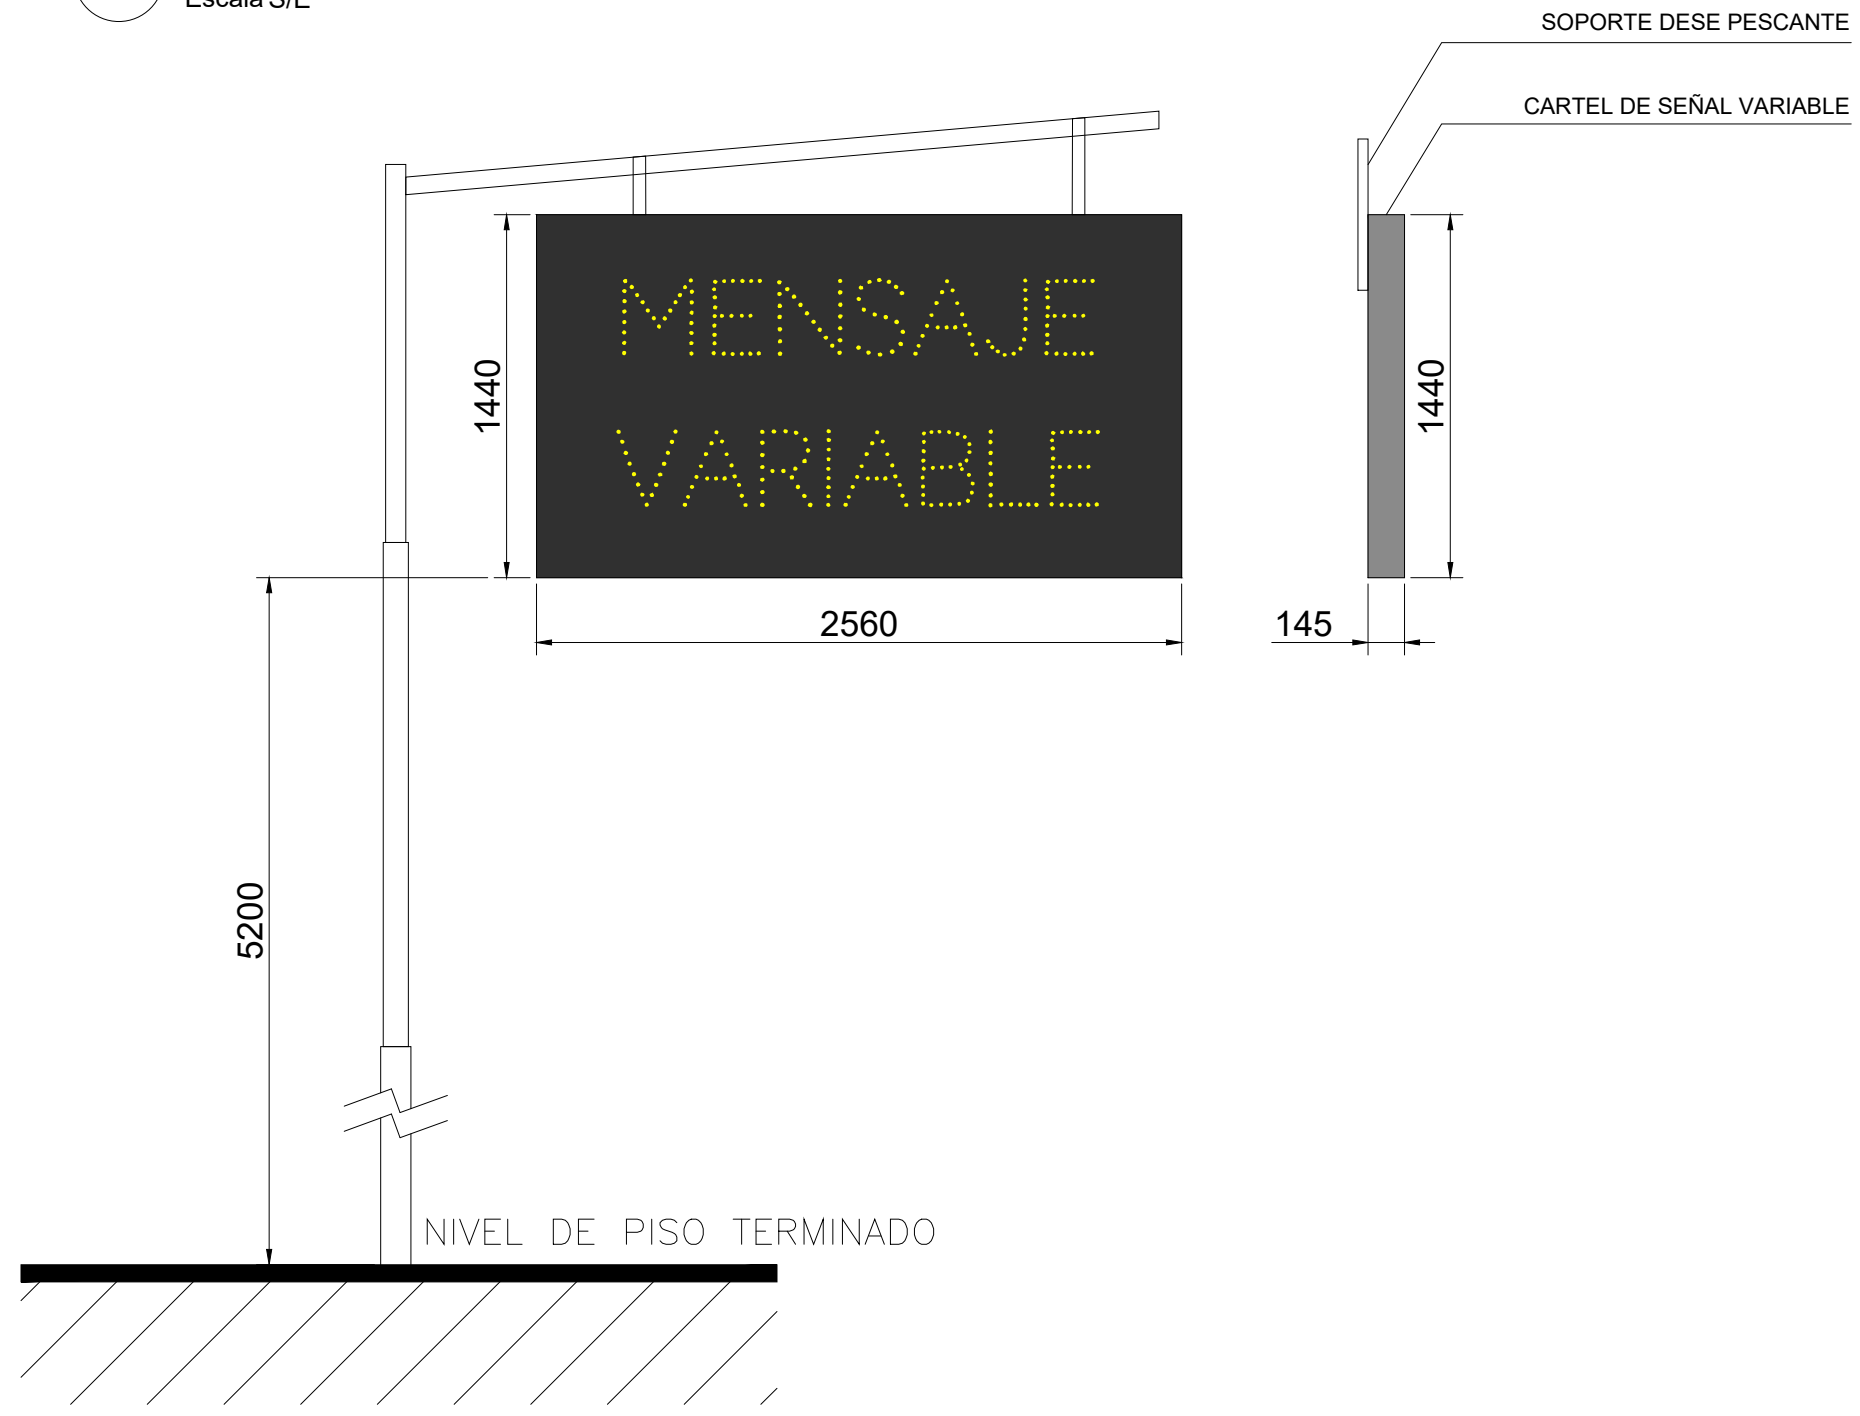 Escala S/E
SOPORTE DESE PESCANTE
CARTEL DE SEÑAL VARIABLE
MENSAJE
VARIABLE
1440
1440
2560
145
5200
NIVEL DE PISO TERMINADO